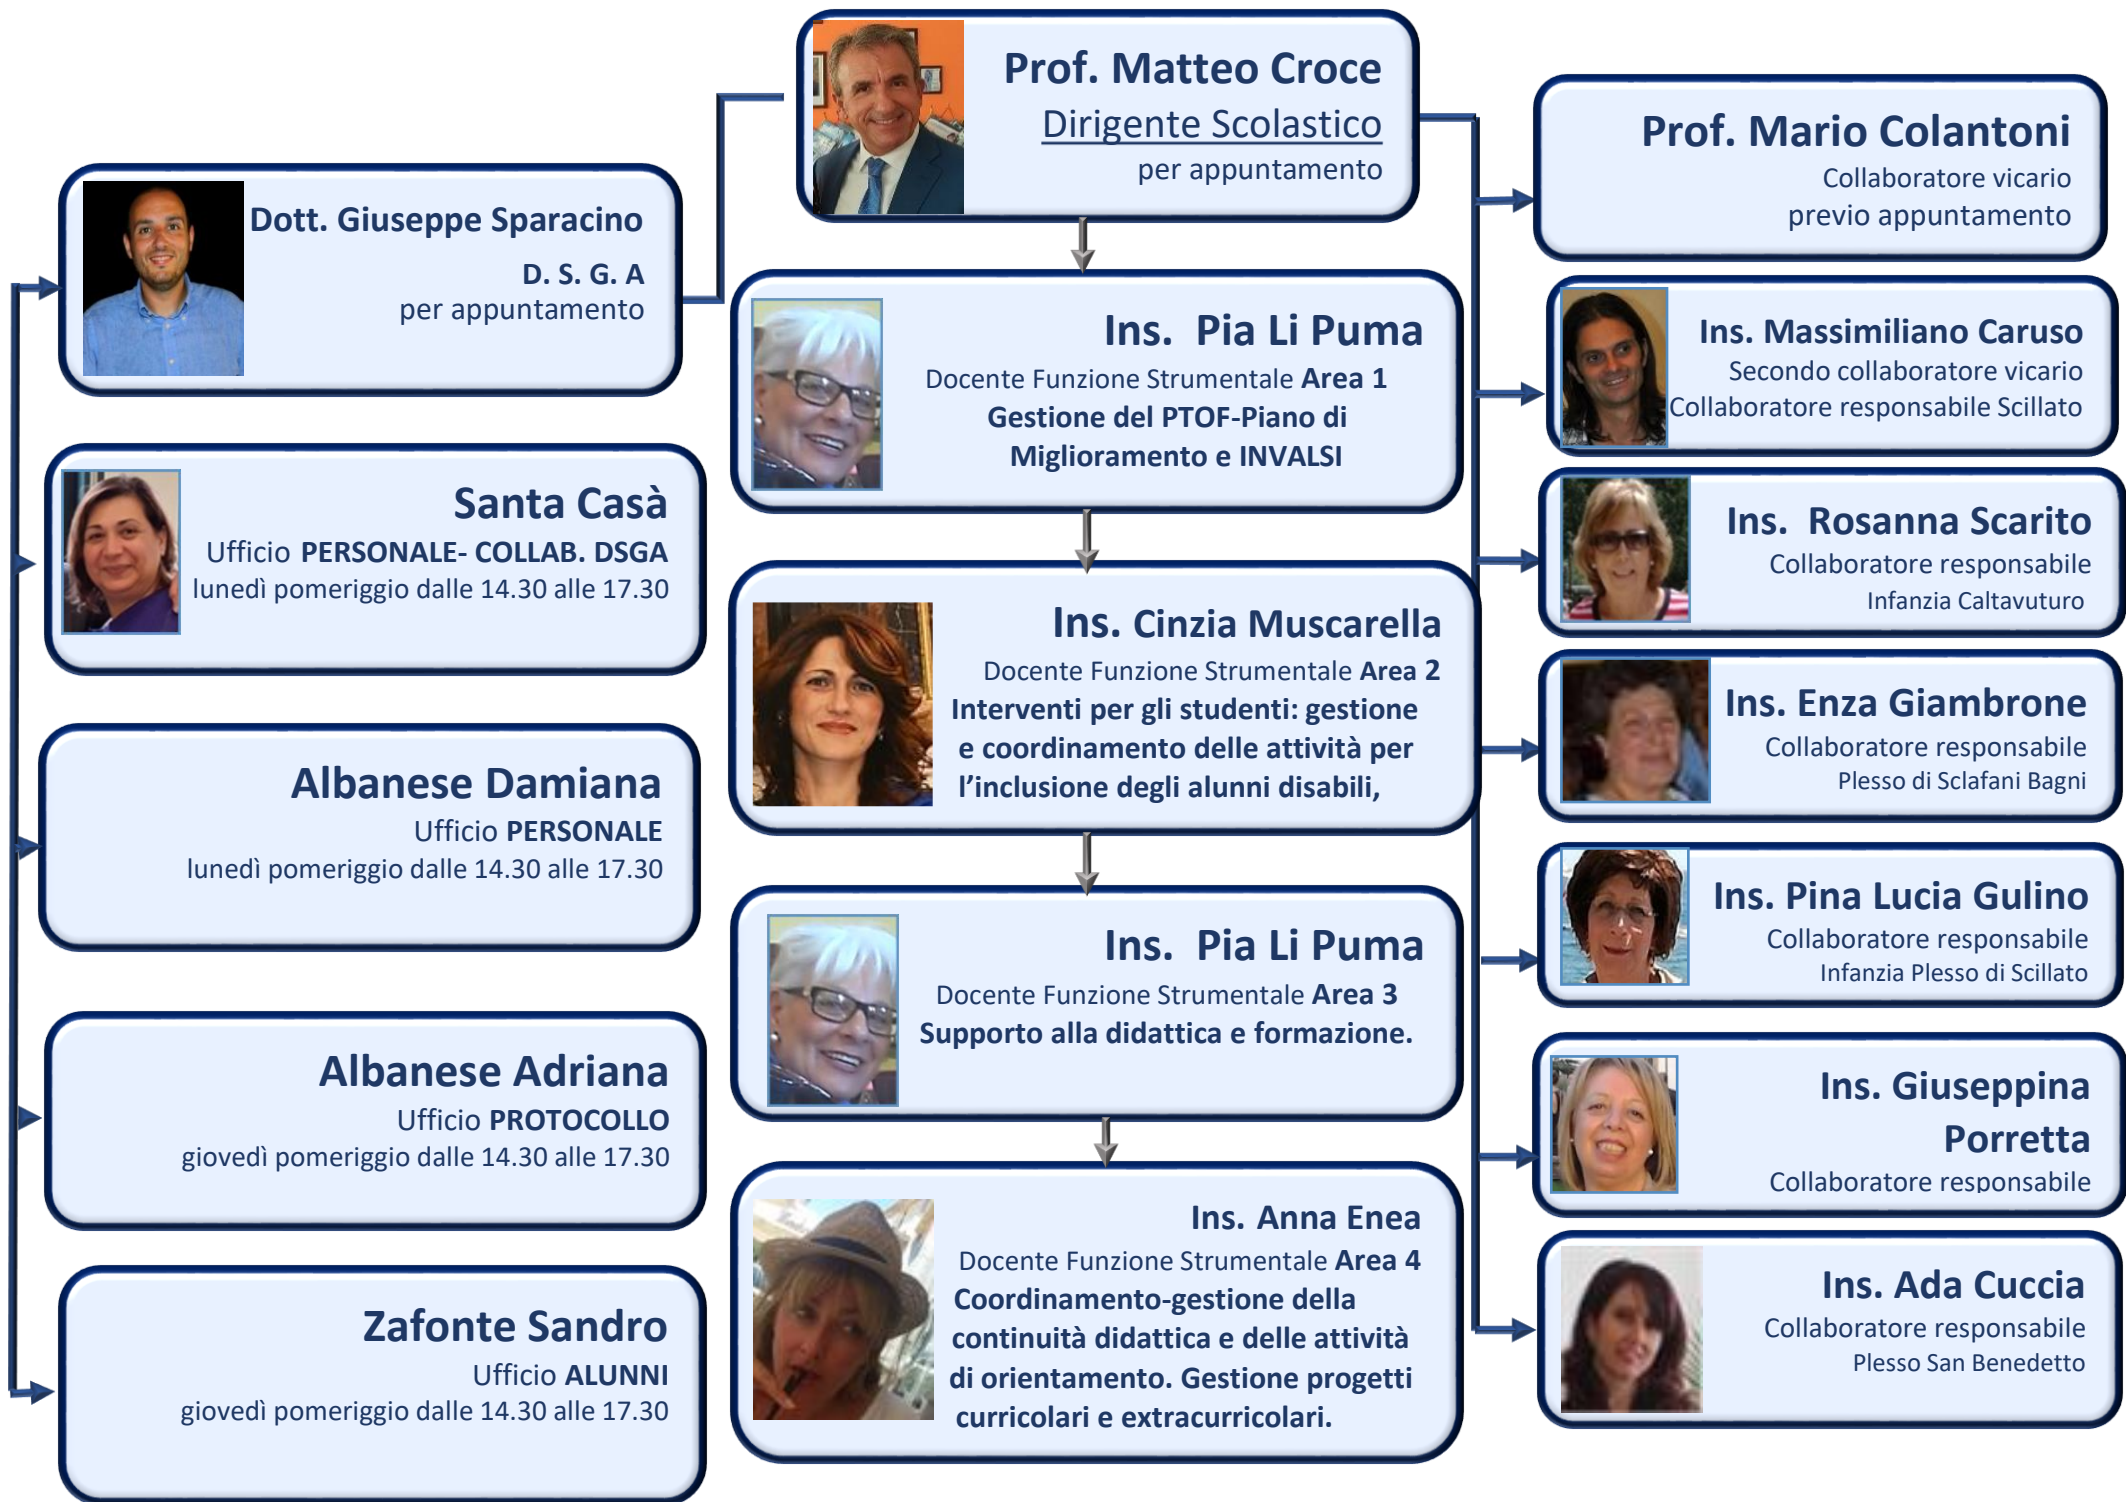 Prof. Matteo Croce
Dirigente Scolastico
per appuntamento
Dott. Giuseppe Sparacino
D. S. G. A
per appuntamento
Santa Casà
Ufficio PERSONALE- COLLAB. DSGA
lunedì pomeriggio dalle 14.30 alle 17.30
Albanese Damiana
Ufficio PERSONALE
lunedì pomeriggio dalle 14.30 alle 17.30
Albanese Adriana
Ufficio PROTOCOLLO
giovedì pomeriggio dalle 14.30 alle 17.30
Zafonte Sandro
Ufficio ALUNNI
giovedì pomeriggio dalle 14.30 alle 17.30
Ins. Pia Li Puma
Docente Funzione Strumentale Area 1
Gestione del PTOF-Piano di
Miglioramento e INVALSI
Ins. Cinzia Muscarella
Docente Funzione Strumentale Area 2
Interventi per gli studenti: gestione
e coordinamento delle attività per
l’inclusione degli alunni disabili,
Ins. Pia Li Puma
Docente Funzione Strumentale Area 3
Supporto alla didattica e formazione.
Ins. Anna Enea
Docente Funzione Strumentale Area 4
Coordinamento-gestione della
continuità didattica e delle attività
di orientamento. Gestione progetti
curricolari e extracurricolari.
Prof. Mario Colantoni
Collaboratore vicario
previo appuntamento
Ins. Massimiliano Caruso
Secondo collaboratore vicario
Collaboratore responsabile Scillato
Ins. Rosanna Scarito
Collaboratore responsabile
Infanzia Caltavuturo
Ins. Enza Giambrone
Collaboratore responsabile
Plesso di Sclafani Bagni
Ins. Pina Lucia Gulino
Collaboratore responsabile
Infanzia Plesso di Scillato
Ins. Giuseppina
Porretta
Collaboratore responsabile
Ins. Ada Cuccia
Collaboratore responsabile
Plesso San Benedetto